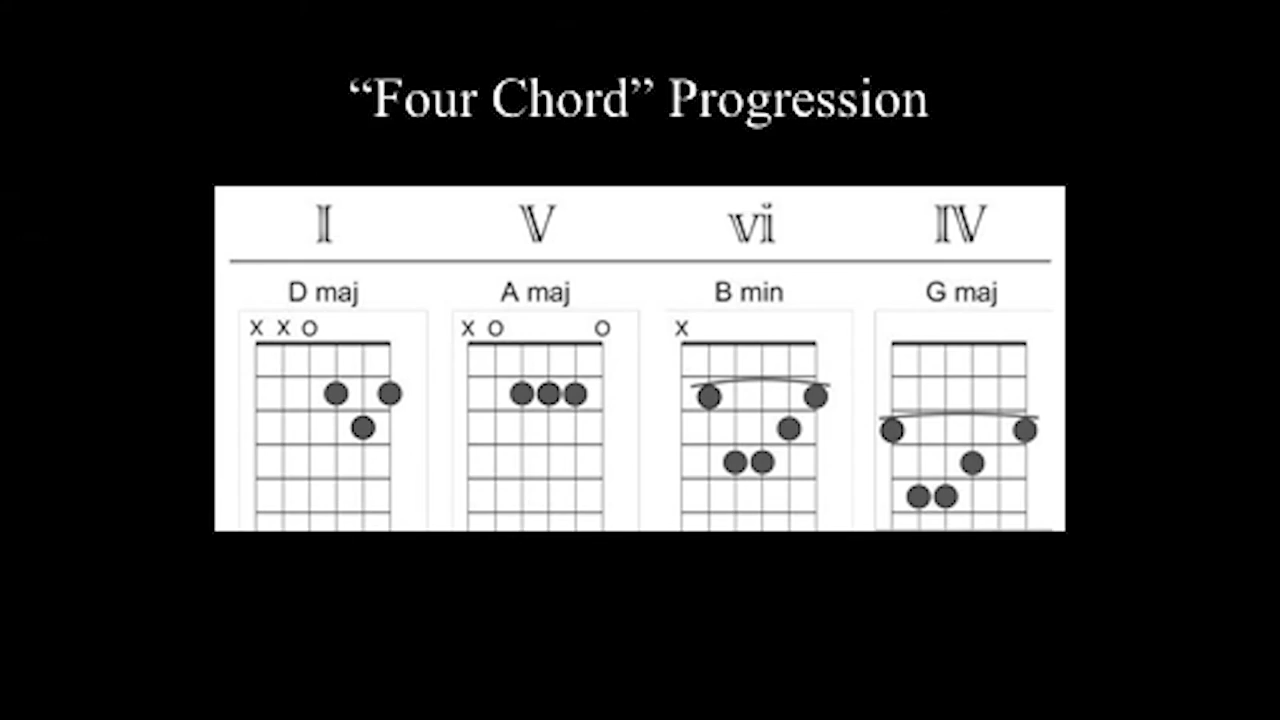 “Four Chord” Progression
I V vi IV
D maj A maj B min G maj
X X O X O O X